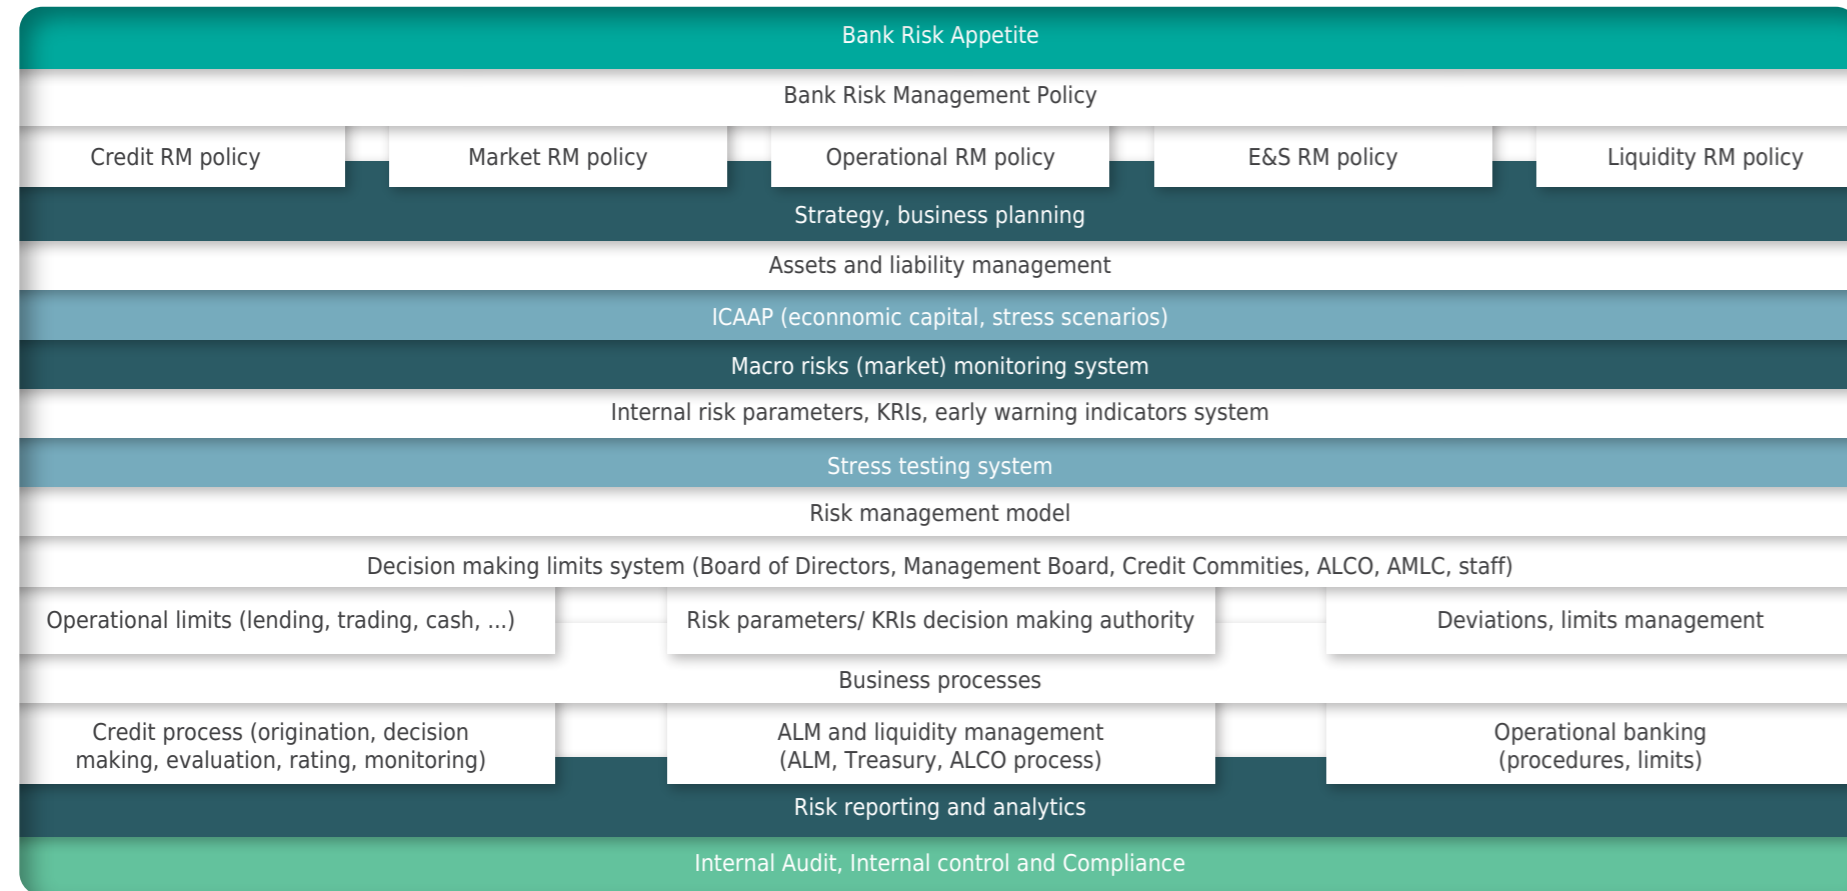 Bank Risk Appetite
Bank Risk Management Policy
Credit RM policy
Market RM policy
Operational RM policy
E&S RM policy
Liquidity RM policy
Strategy, business planning
Assets and liability management
ICAAP (econnomic capital, stress scenarios)
Macro risks (market) monitoring system
Internal risk parameters, KRIs, early warning indicators system
Stress testing system
Risk management model
Decision making limits system (Board of Directors, Management Board, Credit Commities, ALCO, AMLC, staff)
Operational limits (lending, trading, cash, ...)
Risk parameters/ KRIs decision making authority
Deviations, limits management
Business processes
Credit process (origination, decision
making, evaluation, rating, monitoring)
ALM and liquidity management
(ALM, Treasury, ALCO process)
Operational banking
(procedures, limits)
Risk reporting and analytics
Internal Audit, Internal control and Compliance